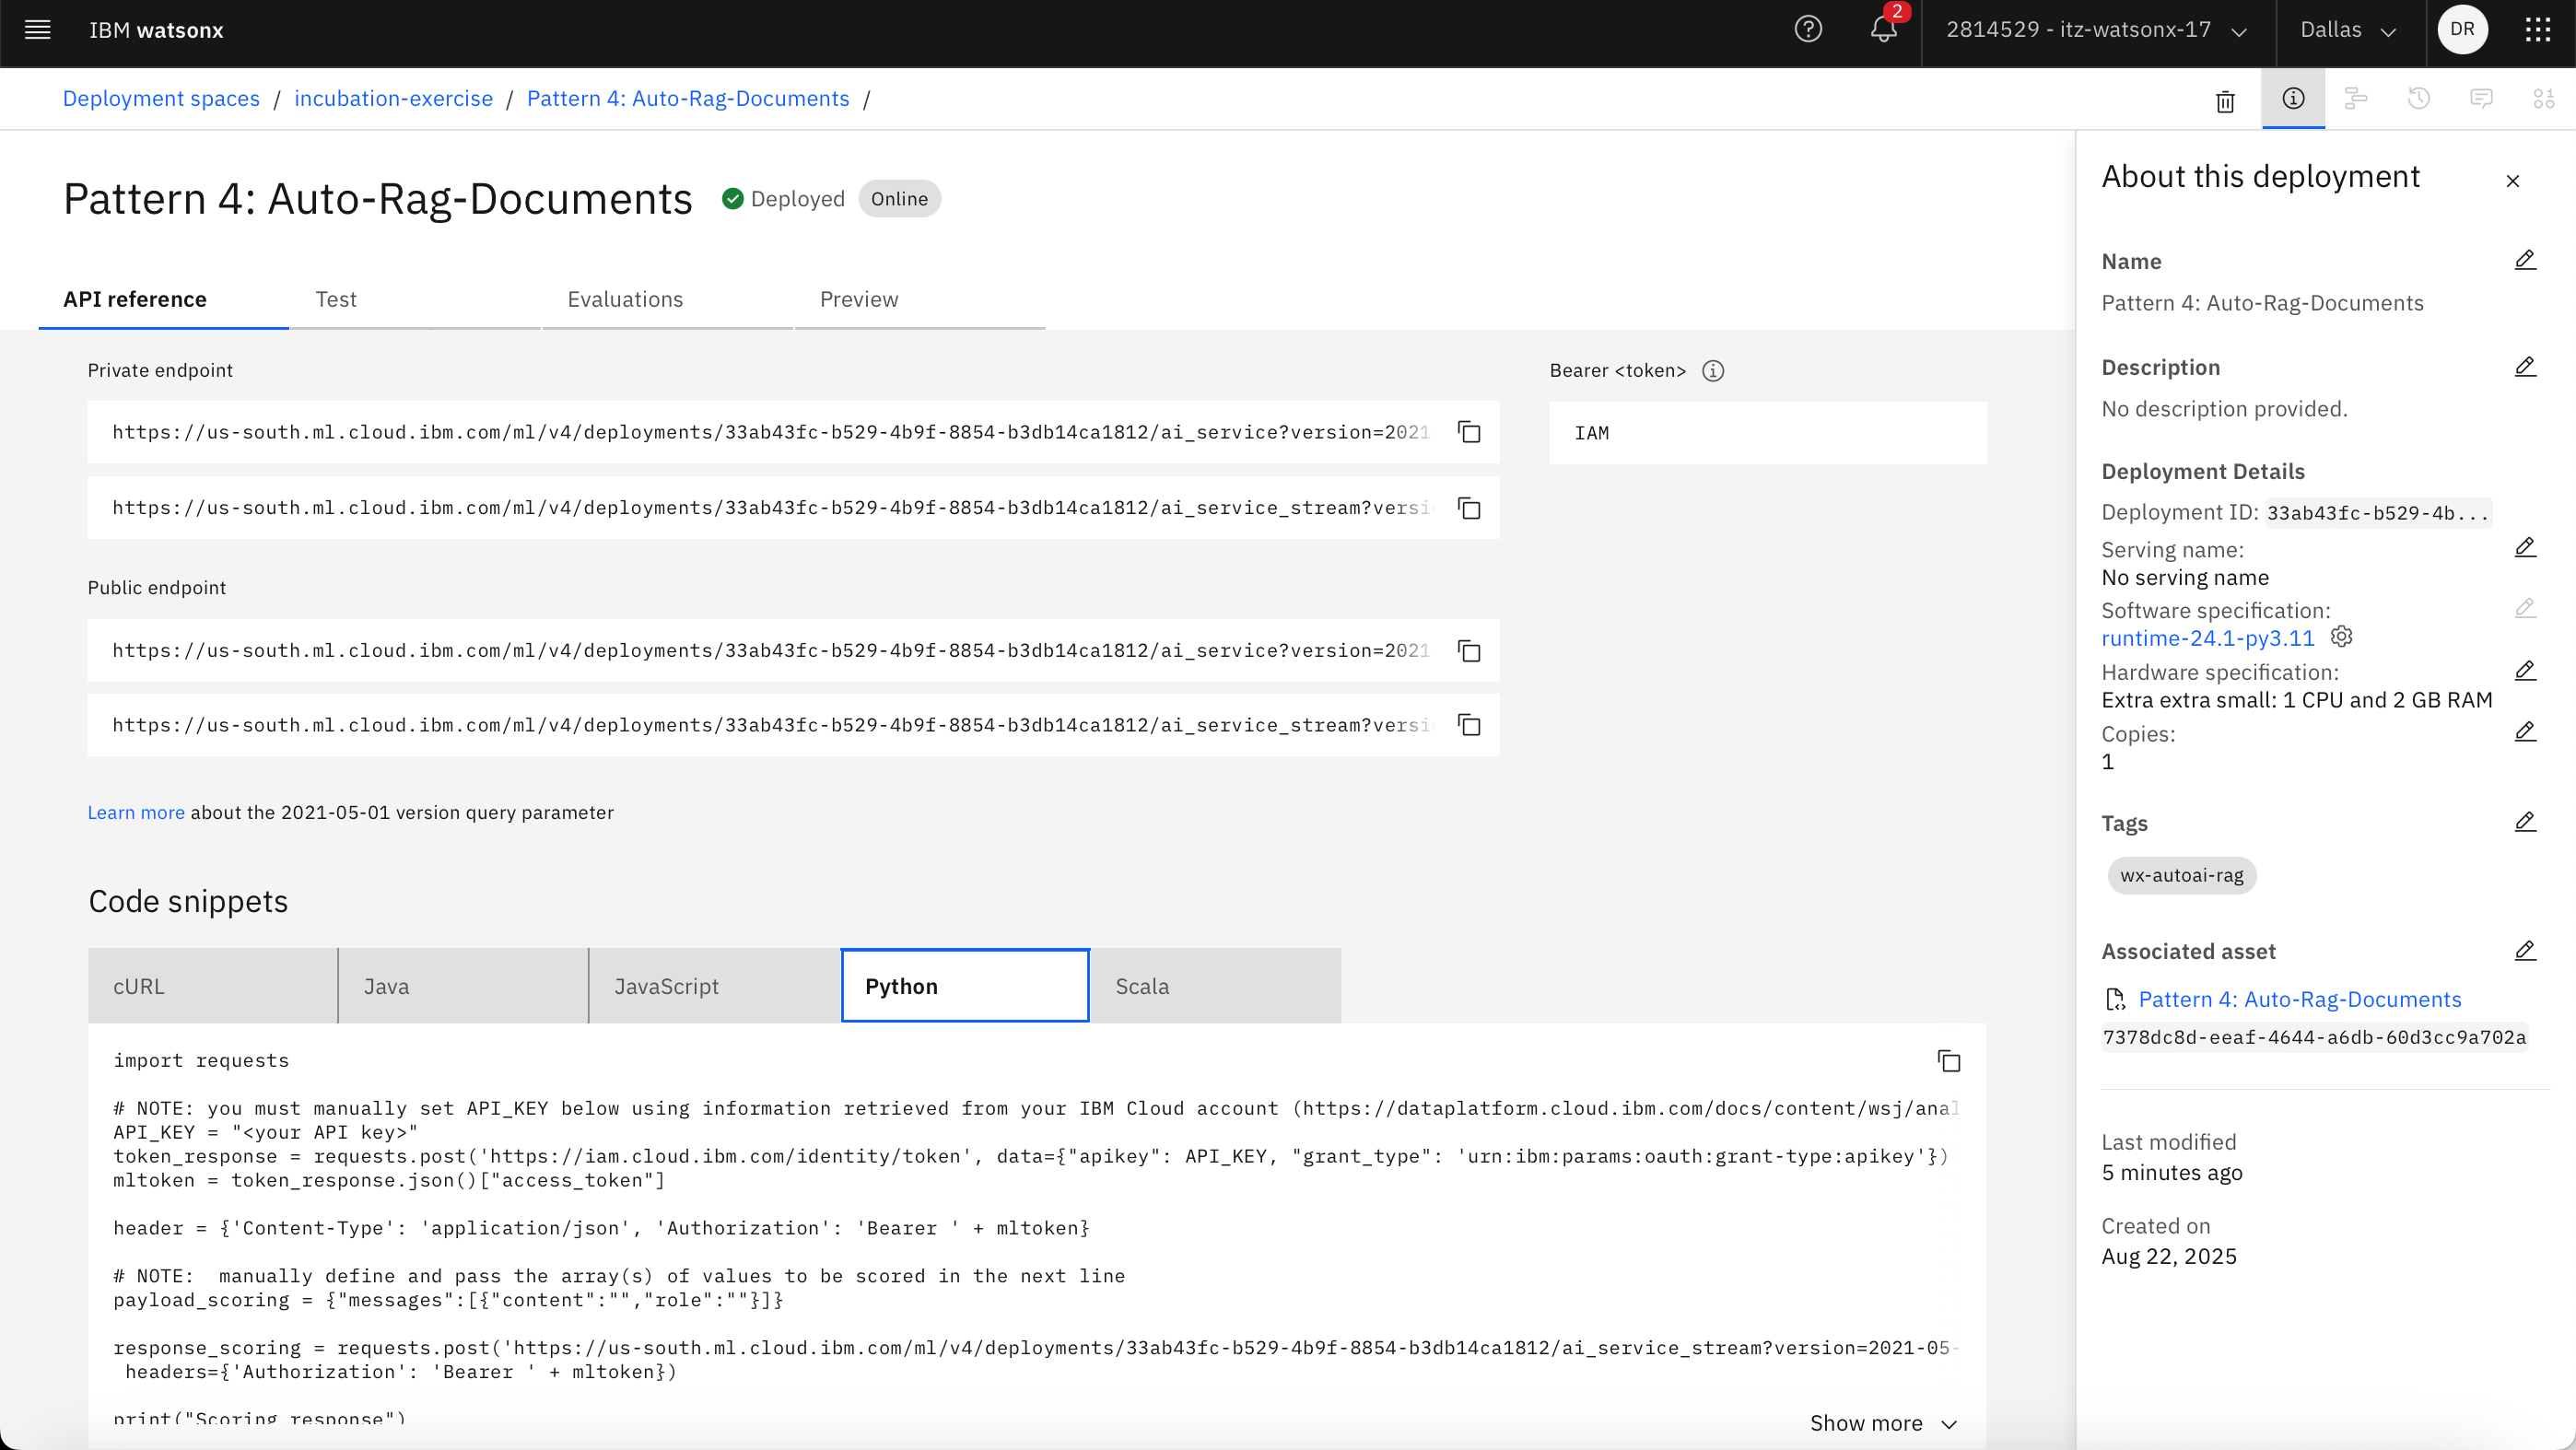 IBM watsonx
2
2814529 - itz-watsonx-17
Dallas
DR
Deployment spaces / incubation-exercise / Pattern 4: Auto-Rag-Documents /
Pattern 4: Auto-Rag-Documents
Deployed
Online
API reference
Test
Evaluations
Preview
Private endpoint
https://us-south.ml.cloud.ibm.com/ml/v4/deployments/33ab43fc-b529-4b9f-8854-b3db14ca1812/ai_service?version=2021
https://us-south.ml.cloud.ibm.com/ml/v4/deployments/33ab43fc-b529-4b9f-8854-b3db14ca1812/ai_service_stream?versi
Bearer <token>
IAM
Public endpoint
https://us-south.ml.cloud.ibm.com/ml/v4/deployments/33ab43fc-b529-4b9f-8854-b3db14ca1812/ai_service?version=2021
https://us-south.ml.cloud.ibm.com/ml/v4/deployments/33ab43fc-b529-4b9f-8854-b3db14ca1812/ai_service_stream?versi
Learn more about the 2021-05-01 version query parameter
Code snippets
cURL
Java
JavaScript
Python
Scala
import requests
# NOTE: you must manually set API_KEY below using information retrieved from your IBM Cloud account (https://dataplatform.cloud.ibm.com/docs/content/wsj/anal
API_KEY = "<your API key>"
token_response = requests.post('https://iam.cloud.ibm.com/identity/token', data={"apikey": API_KEY, "grant_type": 'urn:ibm:params:oauth:grant-type:apikey'})
mltoken = token_response.json()["access_token"]
header = {'Content-Type': 'application/json', 'Authorization': 'Bearer ' + mltoken}
# NOTE:  manually define and pass the array(s) of values to be scored in the next line
payload_scoring = {"messages":[{"content":"","role":""}]}
response_scoring = requests.post('https://us-south.ml.cloud.ibm.com/ml/v4/deployments/33ab43fc-b529-4b9f-8854-b3db14ca1812/ai_service_stream?version=2021-05-
headers={'Authorization': 'Bearer ' + mltoken})
print("Scoring response")
Show more
About this deployment
Name
Pattern 4: Auto-Rag-Documents
Description
No description provided.
Deployment Details
Deployment ID: 33ab43fc-b529-4b...
Serving name:
No serving name
Software specification:
runtime-24.1-py3.11
Hardware specification:
Extra extra small: 1 CPU and 2 GB RAM
Copies:
1
Tags
wx-autoai-rag
Associated asset
Pattern 4: Auto-Rag-Documents
7378dc8d-eeaf-4644-a6db-60d3cc9a702a
Last modified
5 minutes ago
Created on
Aug 22, 2025